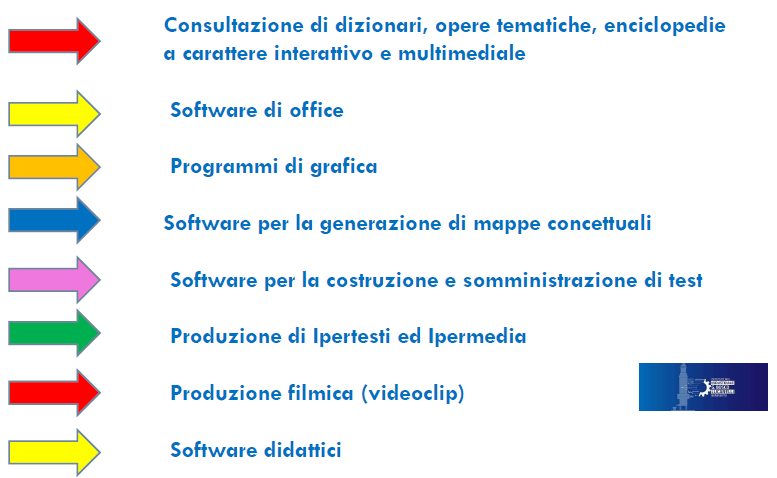 Consultazione di dizionari, opere tematiche, enciclopedie
a carattere interattivo e multimediale
Software di office
Programmi di grafica
Software per la generazione di mappe concettuali
Software per la costruzione e somministrazione di test
Produzione di Ipertesti ed Ipermedia
Produzione filmica (videoclip)
Software didattici